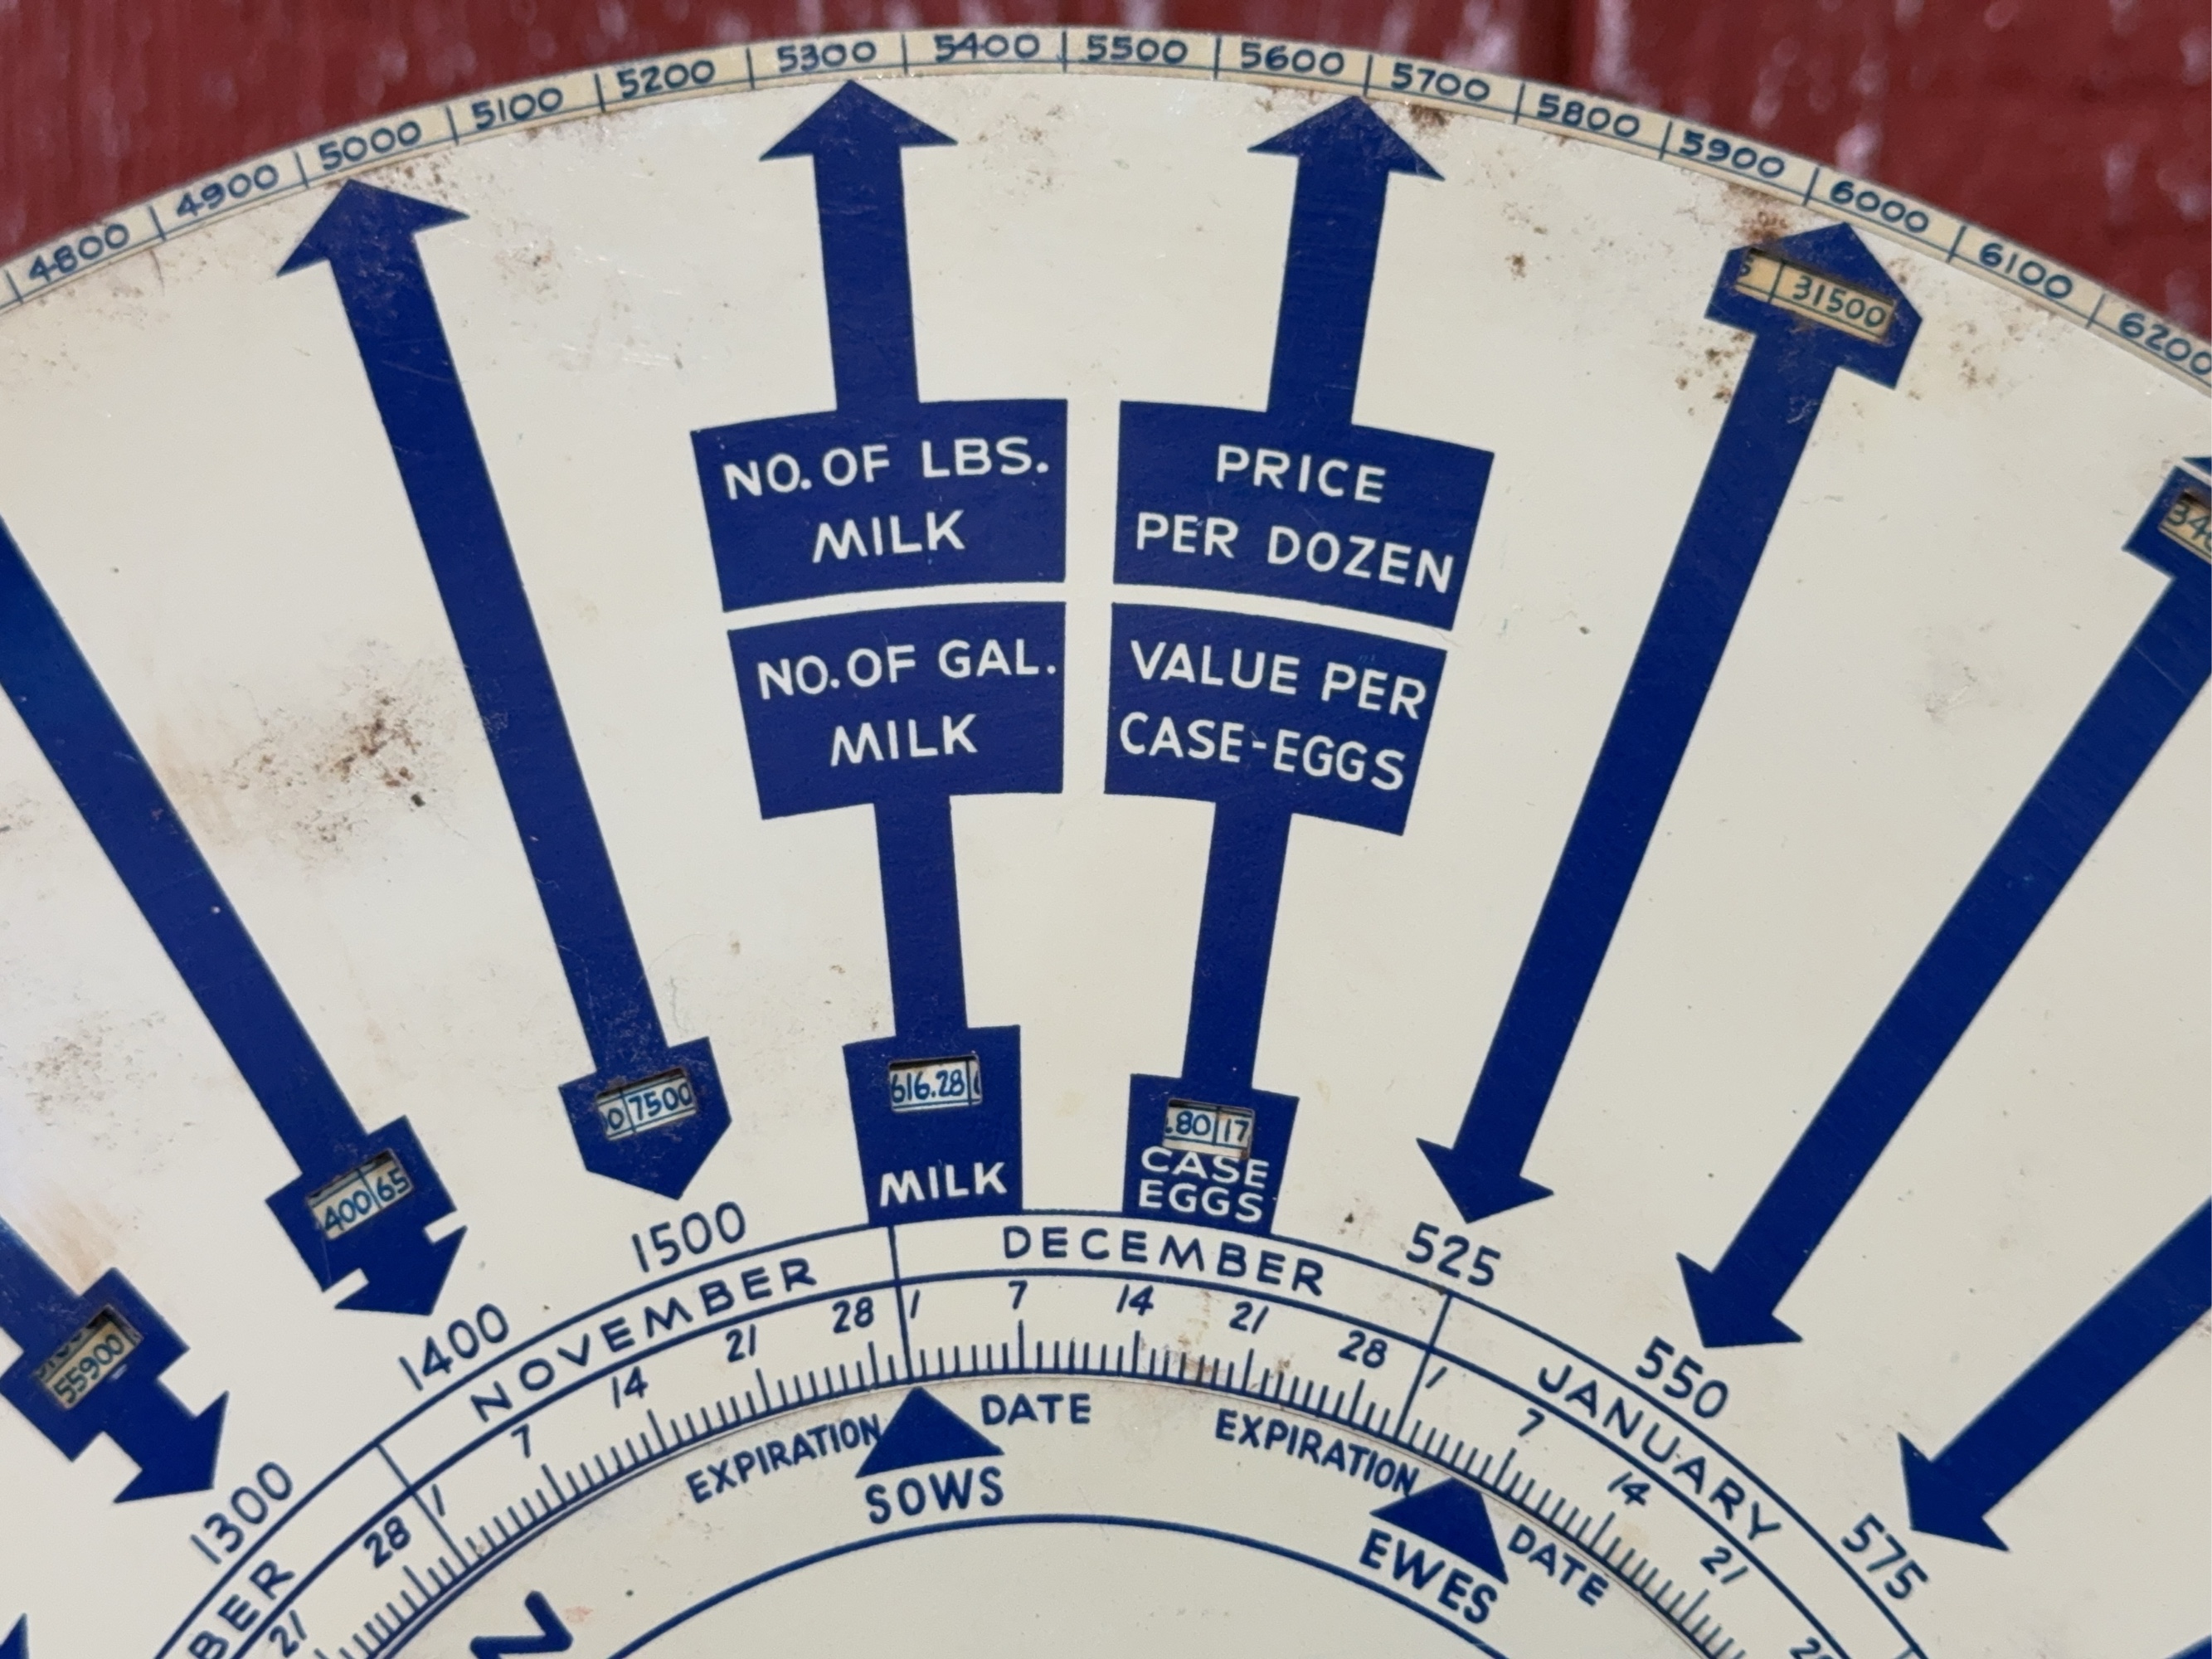 4800 4900 5000 5100 5200 5300 5400 5500 5600 5700 5800 5900 6000 6100 6200
31500
NO. OF LBS.
MILK
PRICE
PER DOZEN
NO. OF GAL.
MILK
VALUE PER
CASE-EGGS
616.28
MILK
80 17
CASE
EGGS
0 7500
400 65
55900
1300 1400 1500 525 550 575
BER NOVEMBER DECEMBER JANUARY
21 28 1 7 14 21 28 1 7 14 21 28 1 7 14 21
EXPIRATION DATE
SOWS
EXPIRATION DATE
EWES